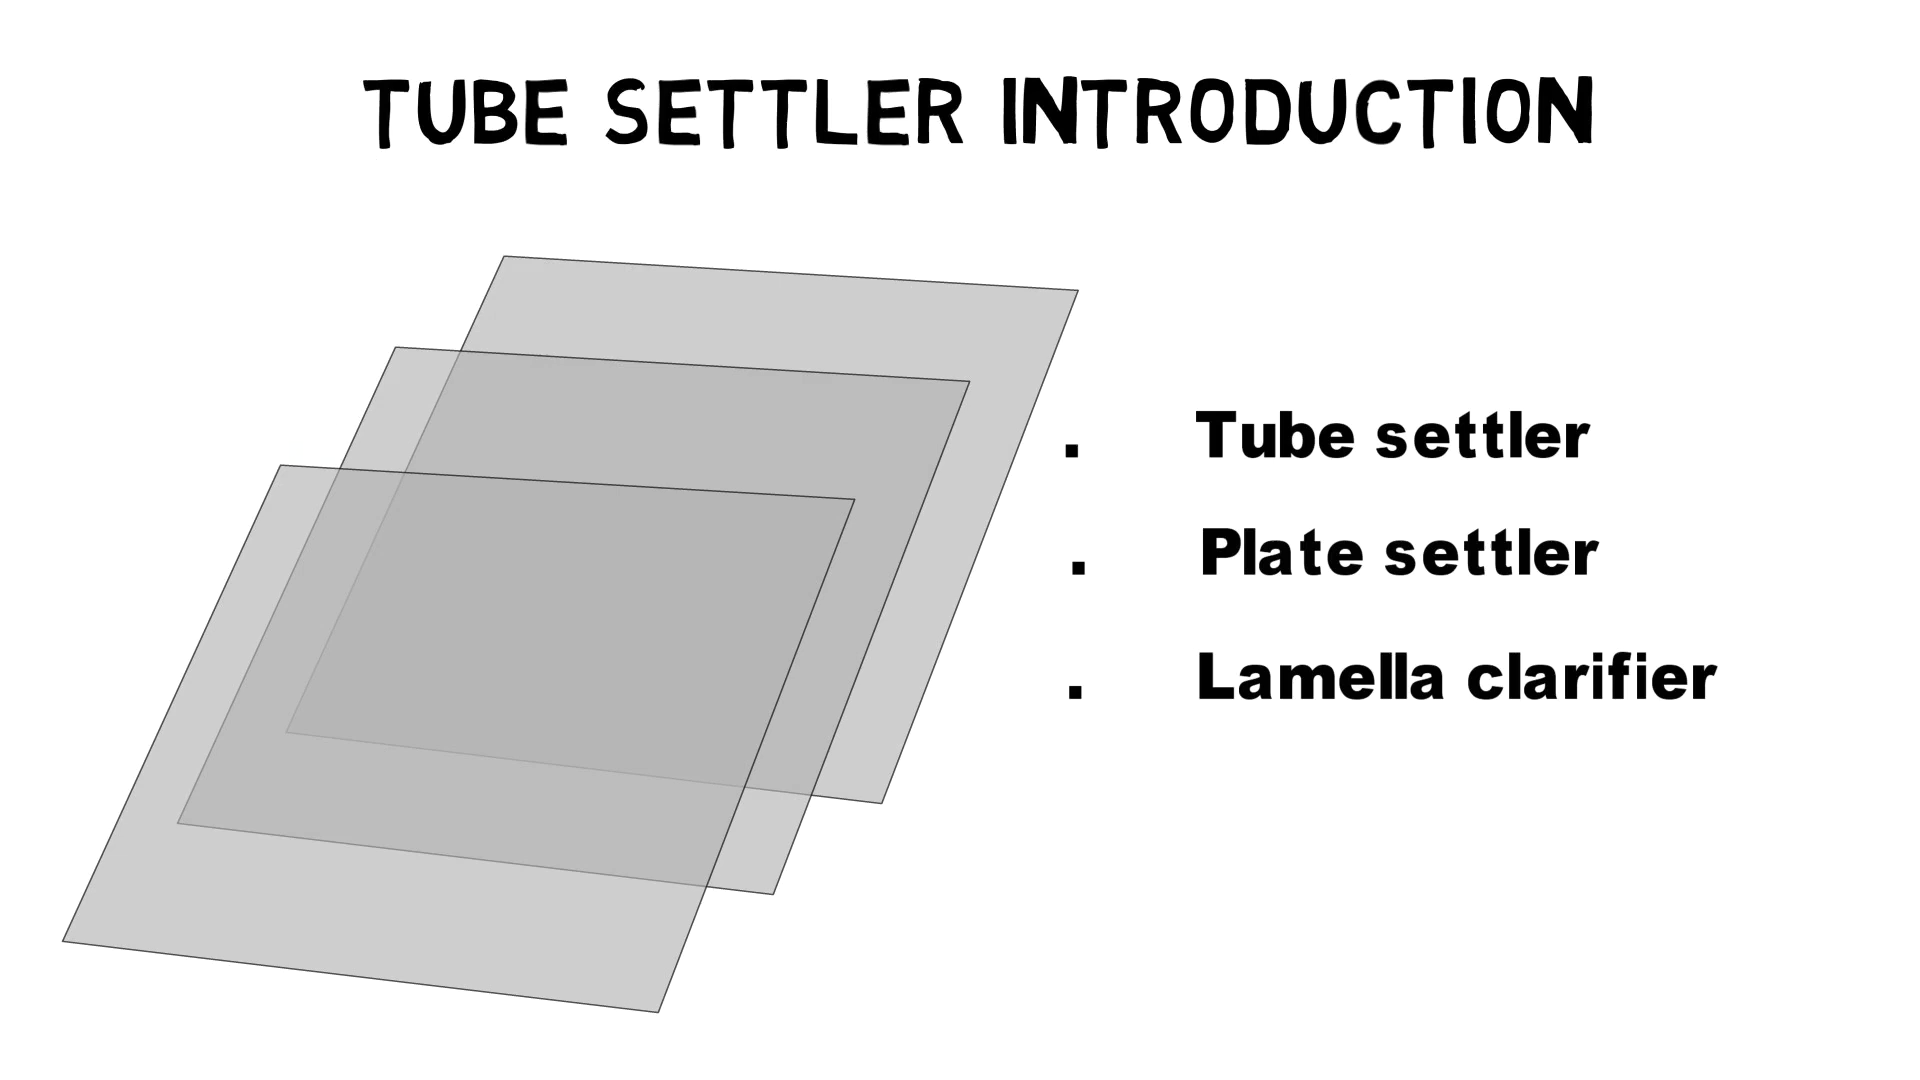 TUBE SETTLER INTRODUCTION
. Tube settler
. Plate settler
. Lamella clarifier